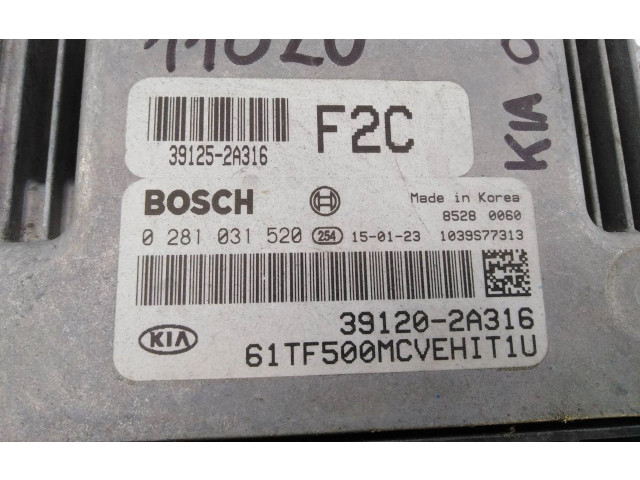 11020
KIA
39125-2A316
F2C
BOSCH
Made in Korea
8528 0060
0 281 031 520 254 15-01-23 1039S77313
KIA
39120-2A316
61TF500MCVEHIT1U